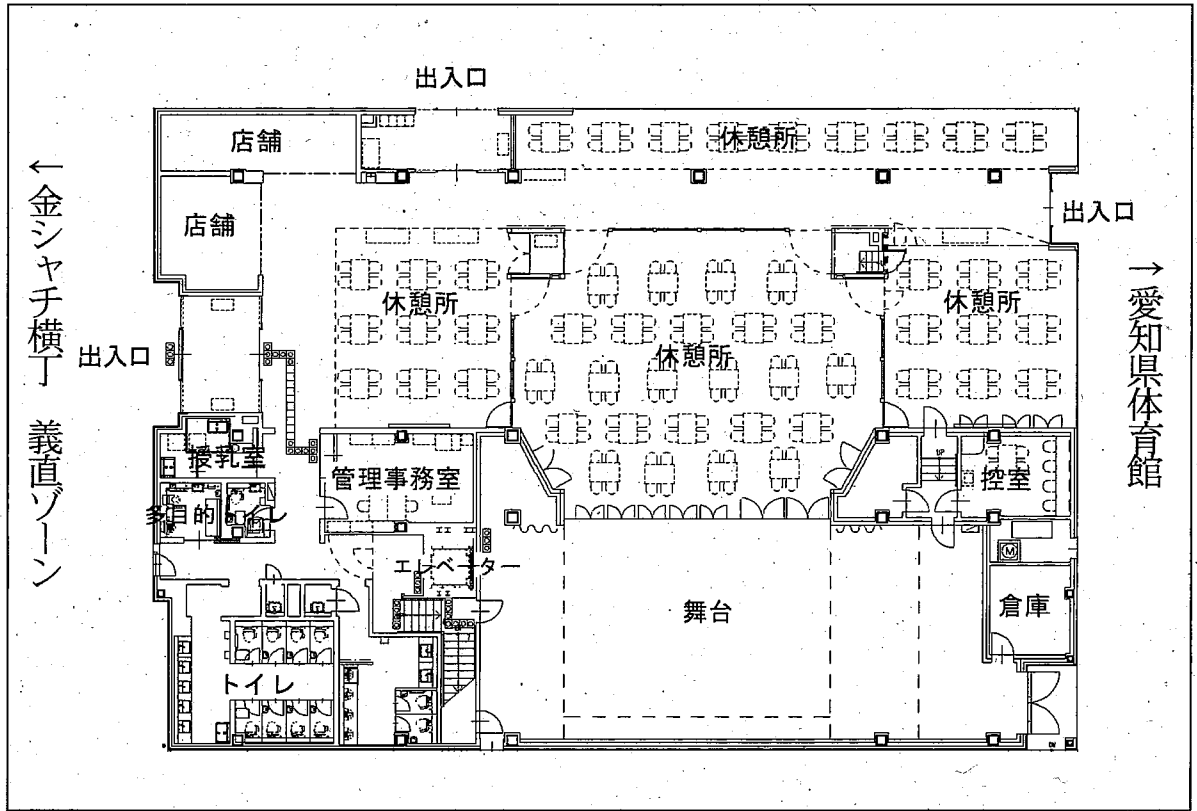 出入口
店舗
休憩所
← 金シャチ横丁 義直ゾーン
店舗
出入口
→ 愛知県体育館
休憩所
休憩所
休憩所
出入口
授乳室
管理事務室
控室
UP
多目的トイレ
エレベーター
M
倉庫
舞台
トイレ